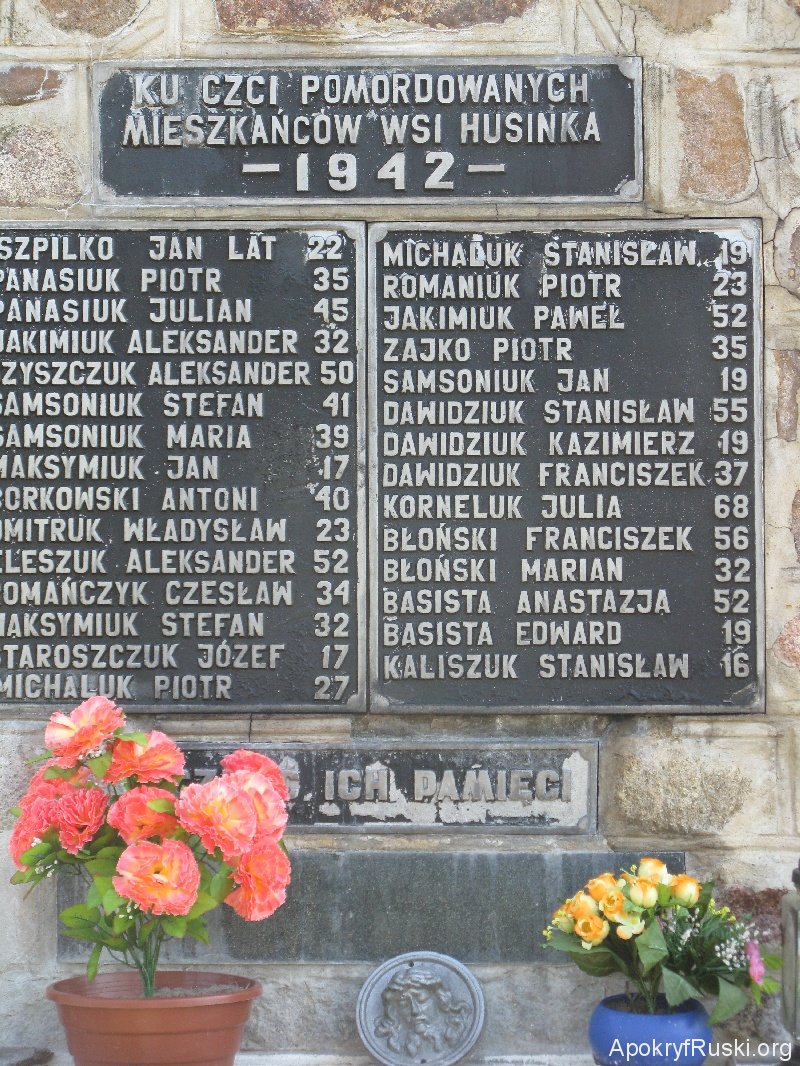 KU CZCI POMORDOWANYCH
MIESZKAŃCÓW WSI HUSINKA
— 1942 —
SZPILKO JAN LAT 22
PANASIUK PIOTR 35
PANASIUK JULIAN 45
JAKIMIUK ALEKSANDER 32
ZYSZCZUK ALEKSANDER 50
SAMSONIUK STEFAN 41
SAMSONIUK MARIA 39
MAKSYMIUK JAN 17
BORKOWSKI ANTONI 40
DMITRUK WŁADYSŁAW 23
ELESZUK ALEKSANDER 52
ROMAŃCZYK CZESŁAW 34
MAKSYMIUK STEFAN 32
STAROSZCZUK JÓZEF 17
MICHALUK PIOTR 27
MICHALUK STANISŁAW 19
ROMANIUK PIOTR 23
JAKIMIUK PAWEŁ 52
ZAJKO PIOTR 35
SAMSONIUK JAN 19
DAWIDZIUK STANISŁAW 55
DAWIDZIUK KAZIMIERZ 19
DAWIDZIUK FRANCISZEK 37
KORNELUK JULIA 68
BŁOŃSKI FRANCISZEK 56
BŁOŃSKI MARIAN 32
BASISTA ANASTAZJA 52
BASISTA EDWARD 19
KALISZUK STANISŁAW 16
ICH PAMIĘCI
ApokryfRuski.org